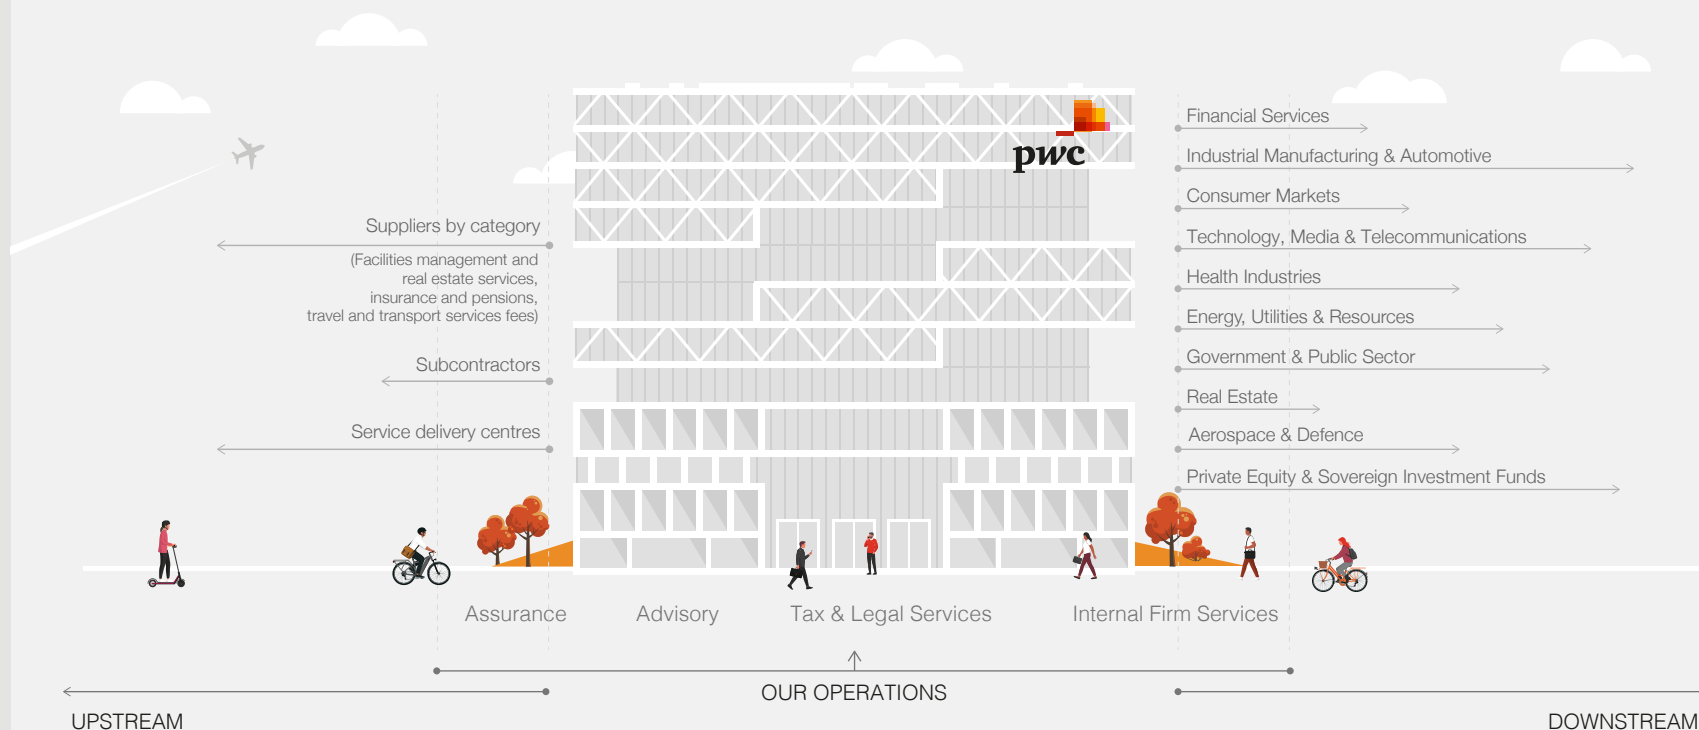 pwc
Suppliers by category
(Facilities management and
real estate services,
insurance and pensions,
travel and transport services fees)
Subcontractors
Service delivery centres
Financial Services
Industrial Manufacturing & Automotive
Consumer Markets
Technology, Media & Telecommunications
Health Industries
Energy, Utilities & Resources
Government & Public Sector
Real Estate
Aerospace & Defence
Private Equity & Sovereign Investment Funds
Assurance
Advisory
Tax & Legal Services
Internal Firm Services
OUR OPERATIONS
UPSTREAM
DOWNSTREAM